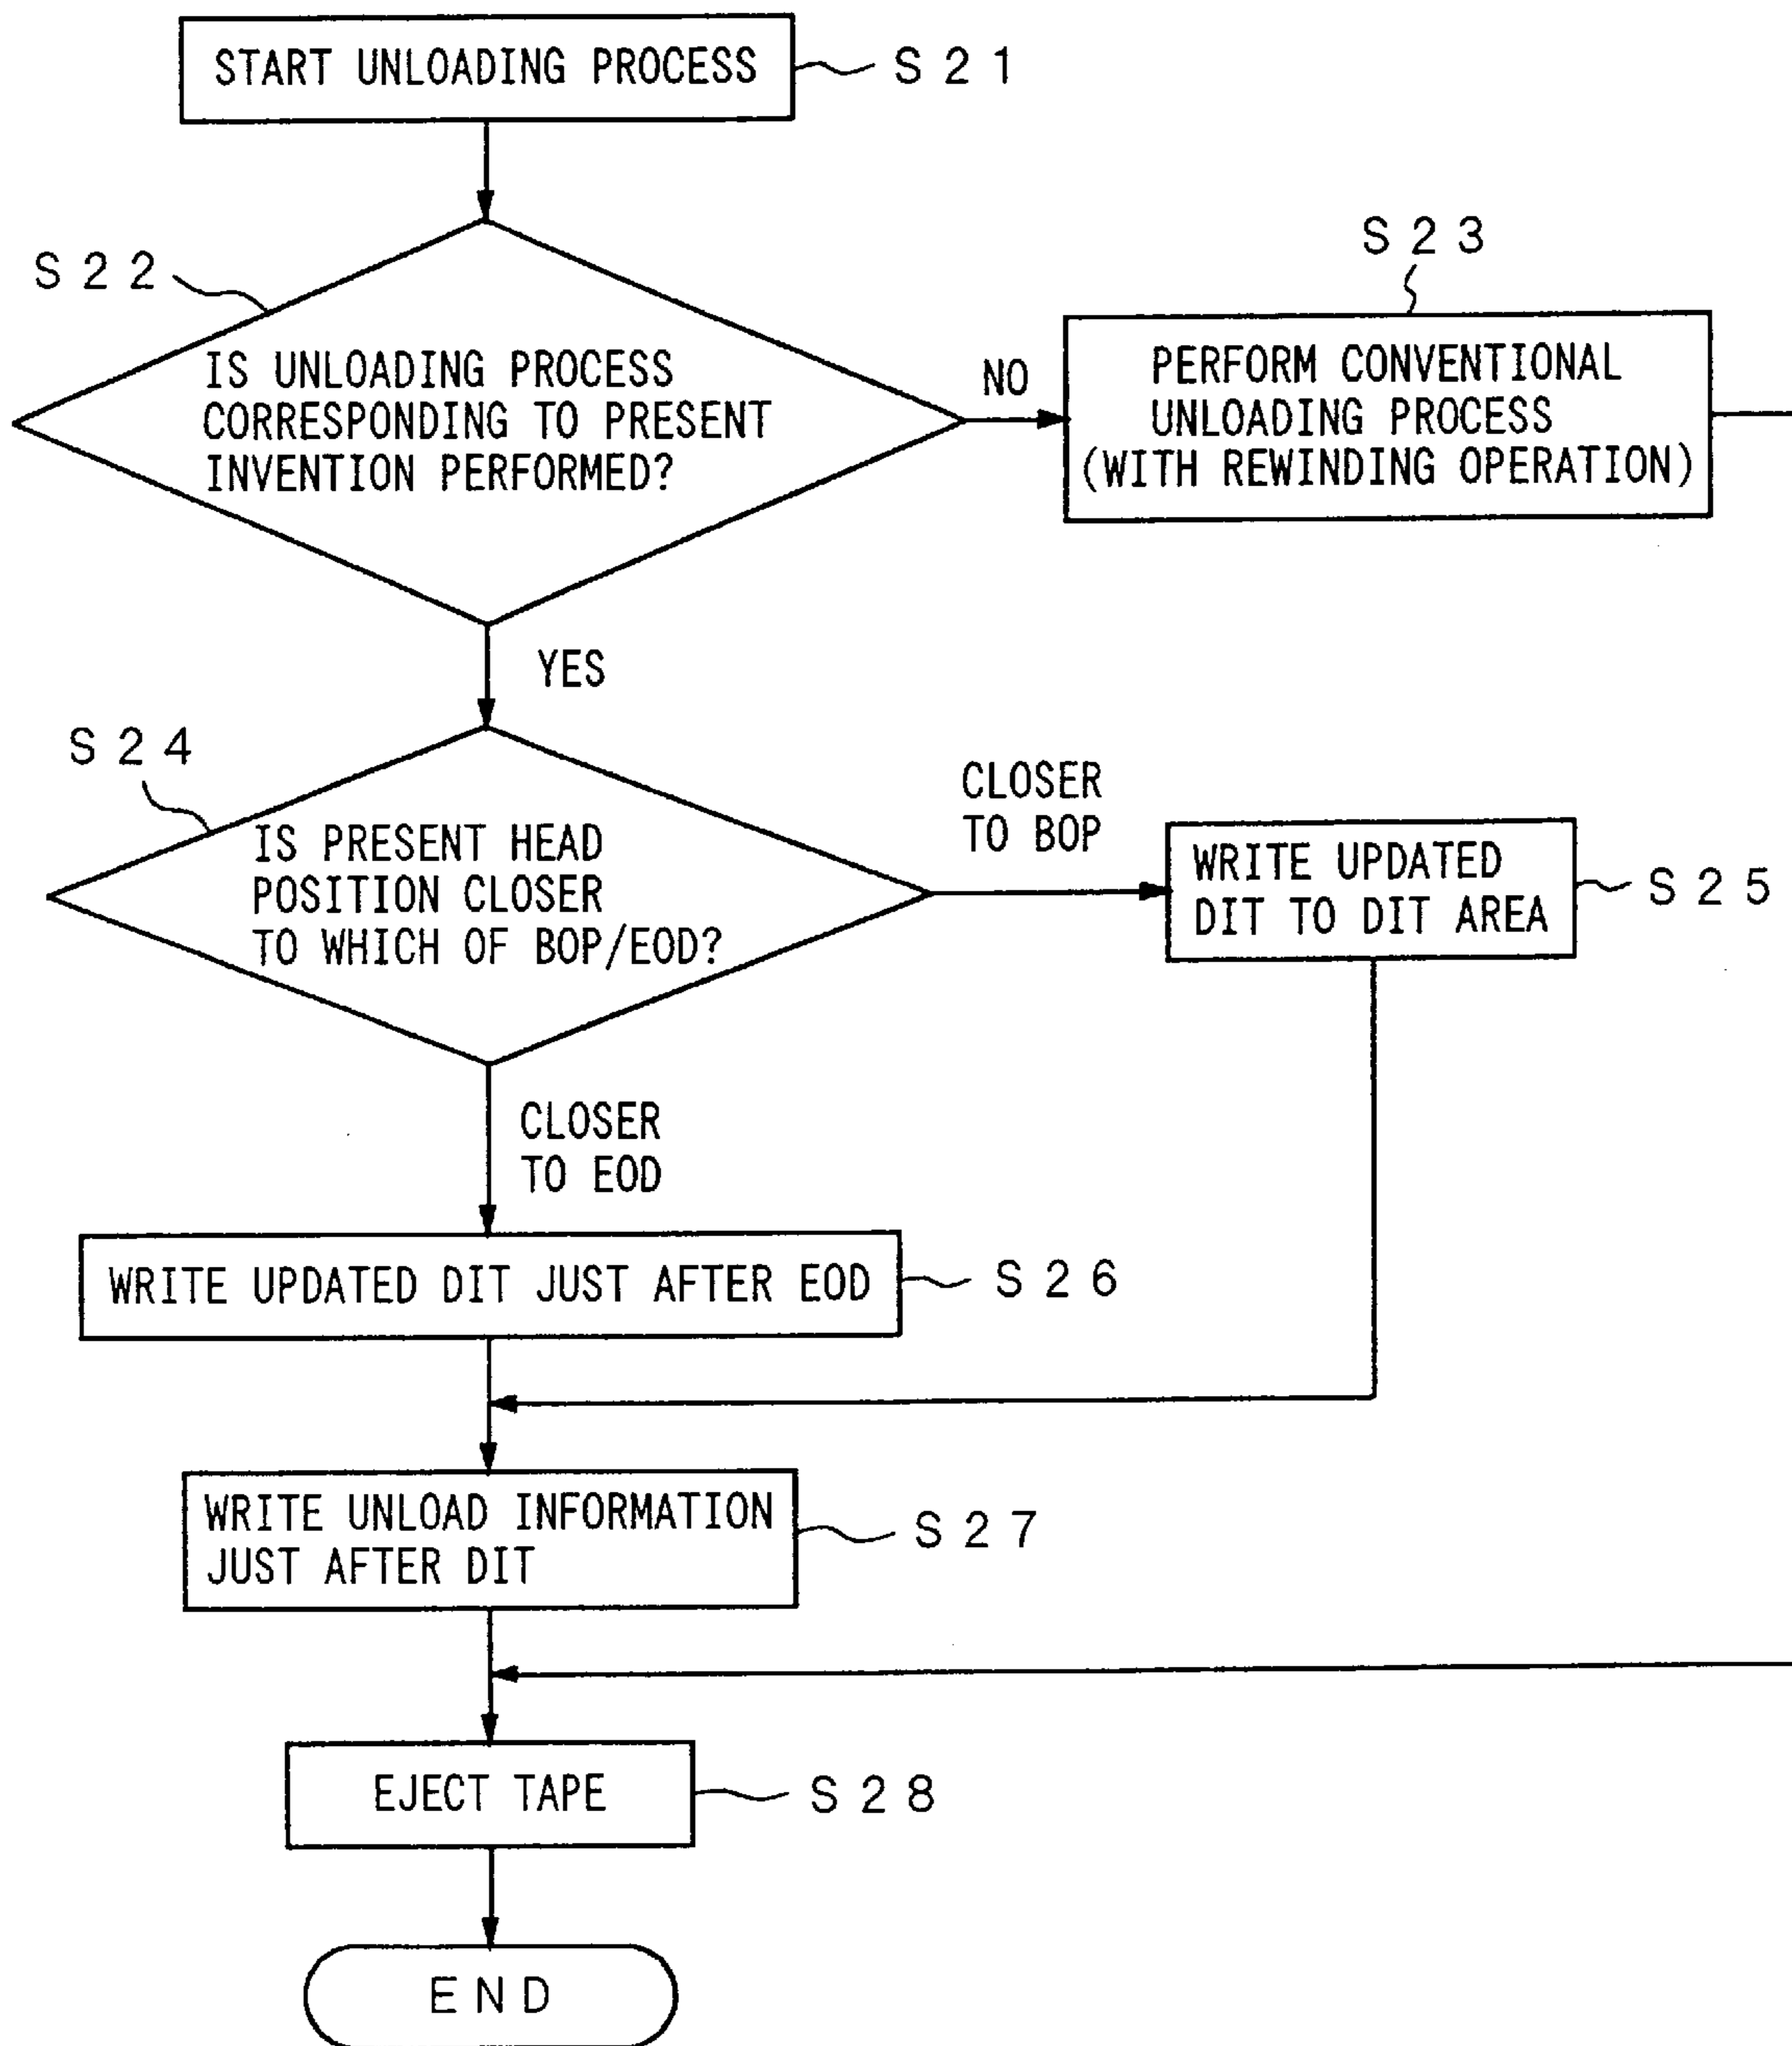 START UNLOADING PROCESS
S21
S22
IS UNLOADING PROCESS
CORRESPONDING TO PRESENT
INVENTION PERFORMED?
NO
S23
PERFORM CONVENTIONAL
UNLOADING PROCESS
(WITH REWINDING OPERATION)
YES
S24
IS PRESENT HEAD
POSITION CLOSER
TO WHICH OF BOP/EOD?
CLOSER
TO BOP
WRITE UPDATED
DIT TO DIT AREA
S25
CLOSER
TO EOD
WRITE UPDATED DIT JUST AFTER EOD
S26
WRITE UNLOAD INFORMATION
JUST AFTER DIT
S27
EJECT TAPE
S28
END